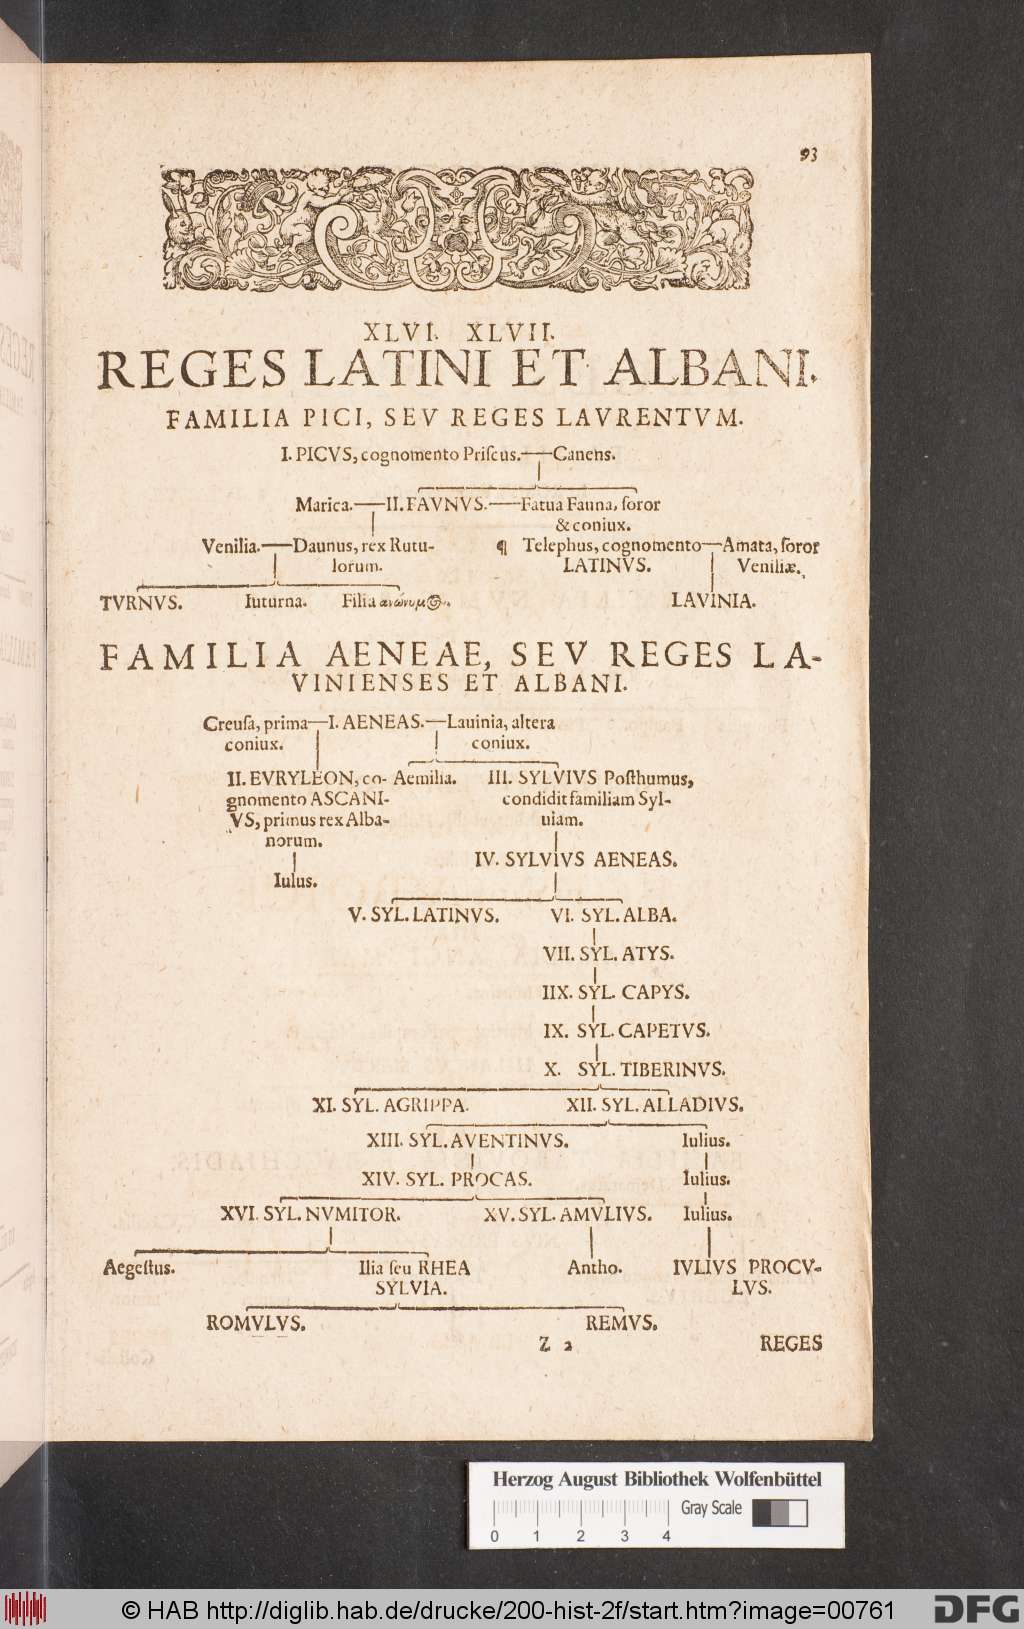 93
XLVI. XLVII.
REGES LATINI ET ALBANI.
FAMILIA PICI, SEV REGES LAVRENTVM.
I. PICVS, cognomento Priſcus.—Canens.
Marica.—II. FAVNVS.—Fatua Fauna, ſoror
& coniux.
Venilia.—Daunus, rex Rutu- ¶ Telephus, cognomento—Amata, ſoror
lorum. LATINVS. Veniliæ.
TVRNVS. Iuturna. Filia LAVINIA.
FAMILIA AENEAE, SEV REGES LA-
VINIENSES ET ALBANI.
Creuſa, prima—I. AENEAS.—Lauinia, altera
coniux. coniux.
II. EVRYLEON, co- Aemilia. III. SYLVIVS Poſthumus,
gnomento ASCANI- condidit familiam Syl-
VS, primus rex Alba- uiam.
norum.
IV. SYLVIVS AENEAS.
Iulus.
V. SYL. LATINVS. VI. SYL. ALBA.
VII. SYL. ATYS.
IIX. SYL. CAPYS.
IX. SYL. CAPETVS.
X. SYL. TIBERINVS.
XI. SYL. AGRIPPA. XII. SYL. ALLADIVS.
XIII. SYL. AVENTINVS. Iulius.
XIV. SYL. PROCAS. Iulius.
XVI. SYL. NVMITOR. XV. SYL. AMVLIVS. Iulius.
Aegeſtus. Ilia ſeu RHEA Antho. IVLIVS PROCV-
SYLVIA. LVS.
ROMVLVS. REMVS.
Z 2 REGES
Herzog August Bibliothek Wolfenbüttel
Gray Scale
0 1 2 3 4
© HAB http://diglib.hab.de/drucke/200-hist-2f/start.htm?image=00761
DFG